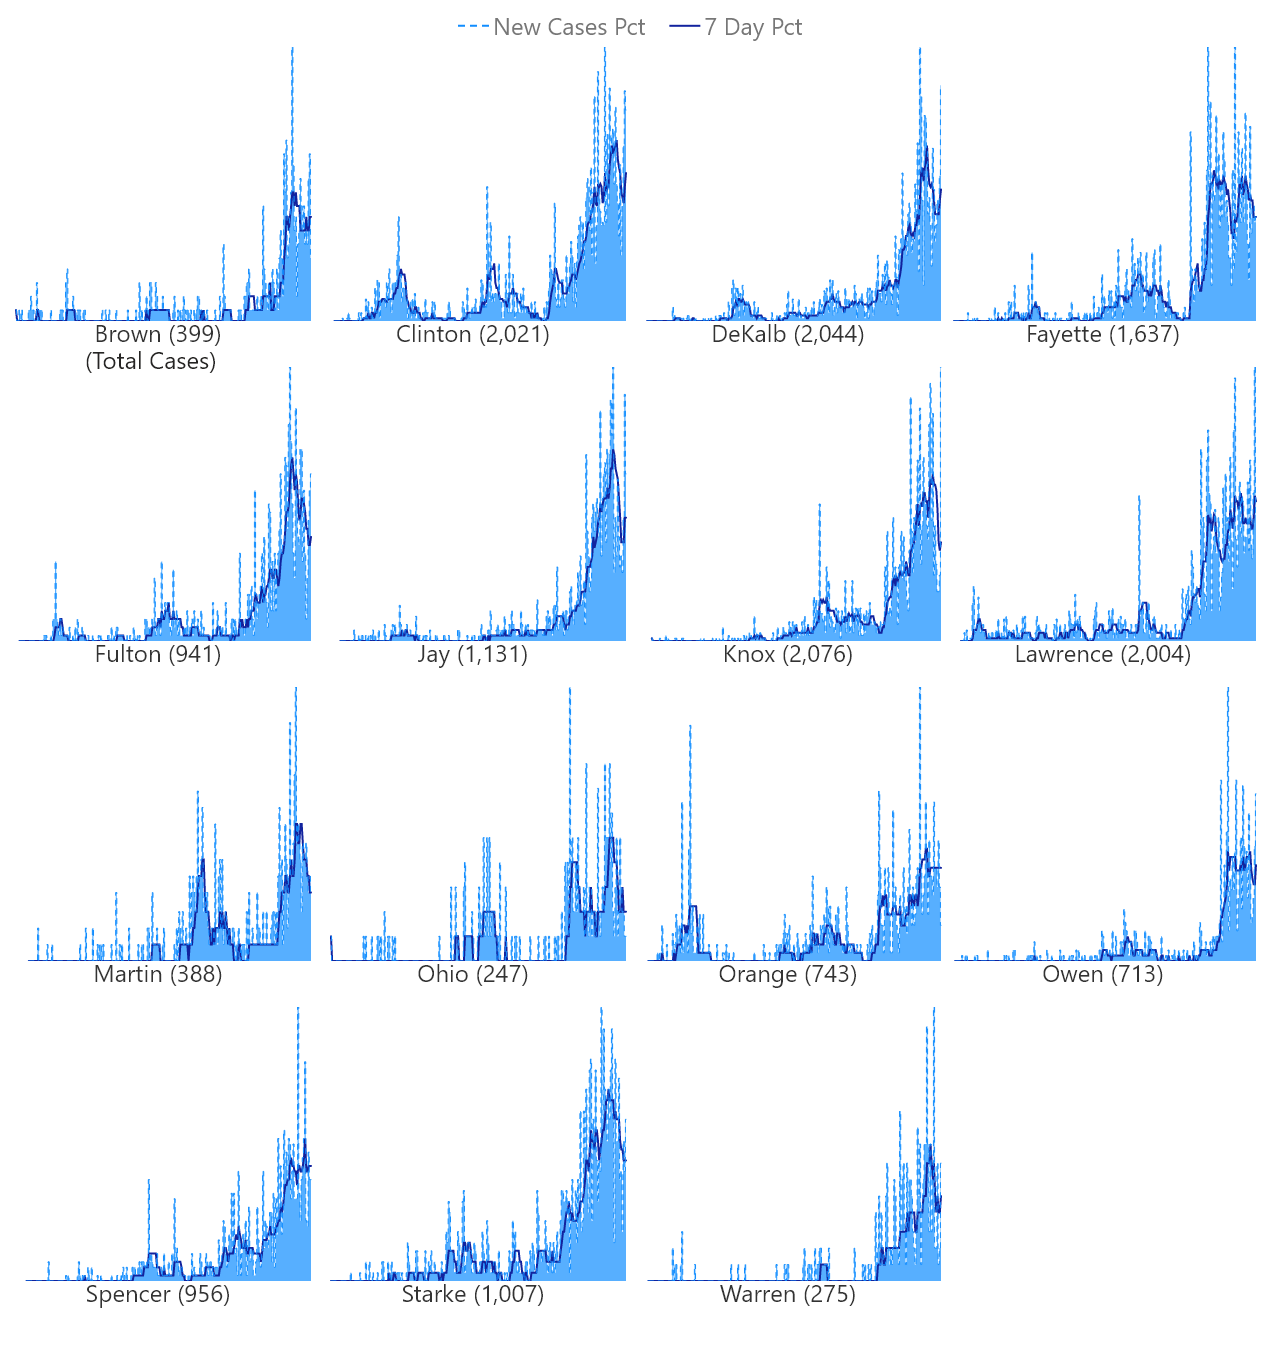 New Cases Pct 7 Day Pct
Brown (399) Clinton (2,021) DeKalb (2,044) Fayette (1,637)
(Total Cases)
Fulton (941) Jay (1,131) Knox (2,076) Lawrence (2,004)
Martin (388) Ohio (247) Orange (743) Owen (713)
Spencer (956) Starke (1,007) Warren (275)